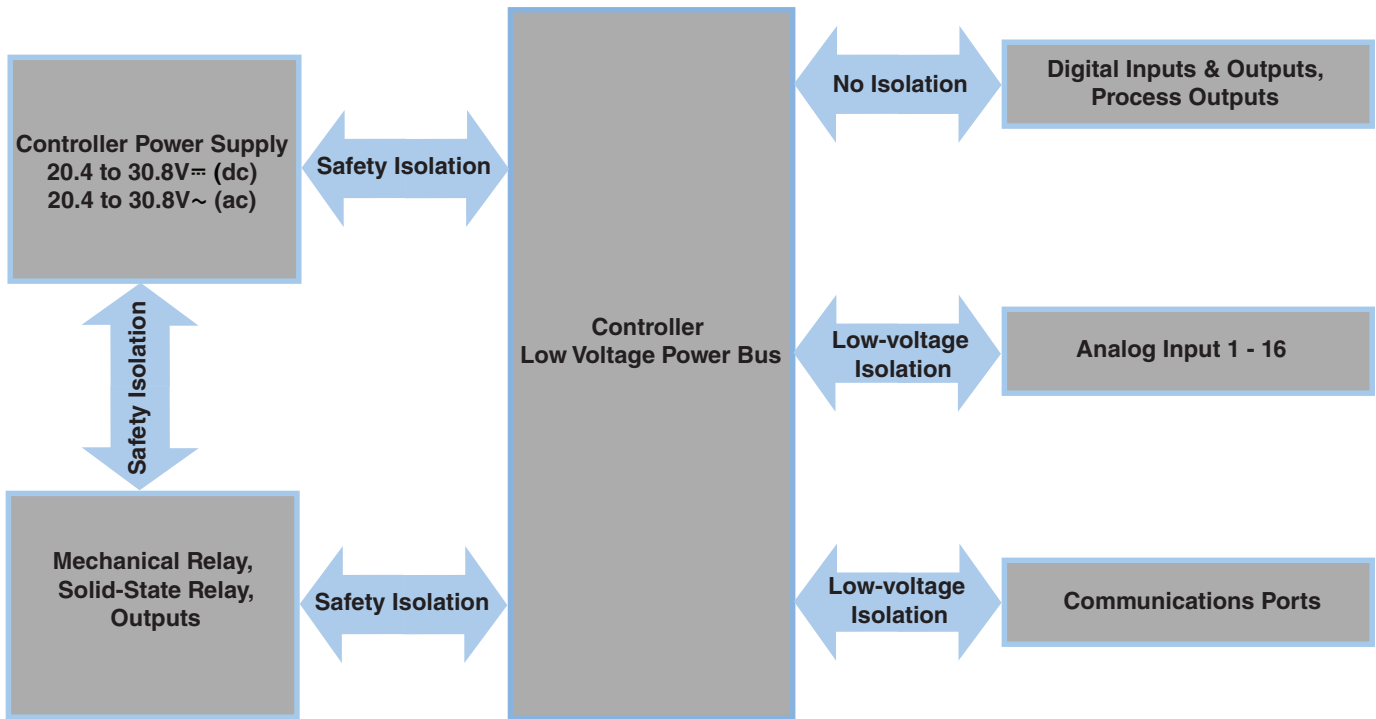 Controller Power Supply
20.4 to 30.8V⎓ (dc)
20.4 to 30.8V~ (ac)
Safety Isolation
Safety Isolation
Mechanical Relay,
Solid-State Relay,
Outputs
Safety Isolation
Controller
Low Voltage Power Bus
No Isolation
Digital Inputs & Outputs,
Process Outputs
Low-voltage
Isolation
Analog Input 1 - 16
Low-voltage
Isolation
Communications Ports